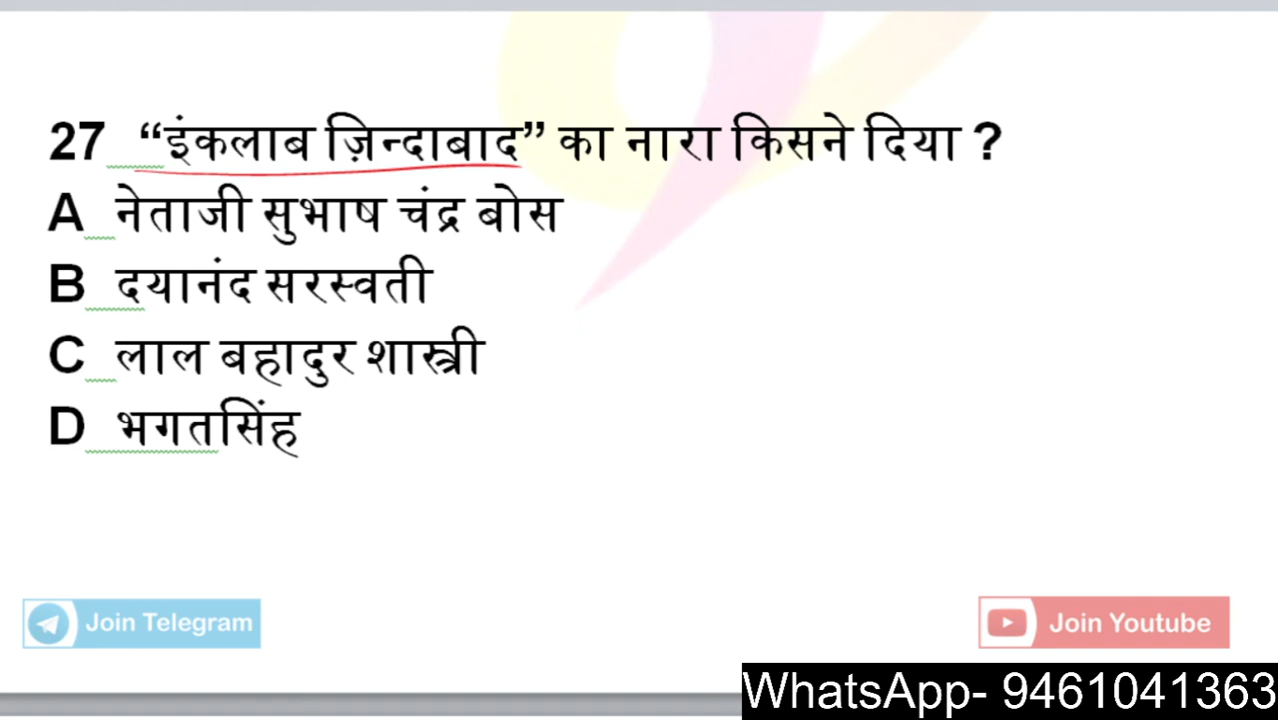 27 “इंकलाब ज़िन्दाबाद” का नारा किसने दिया ?
A नेताजी सुभाष चंद्र बोस
B दयानंद सरस्वती
C लाल बहादुर शास्त्री
D भगतसिंह
Join Telegram
Join Youtube
WhatsApp- 9461041363